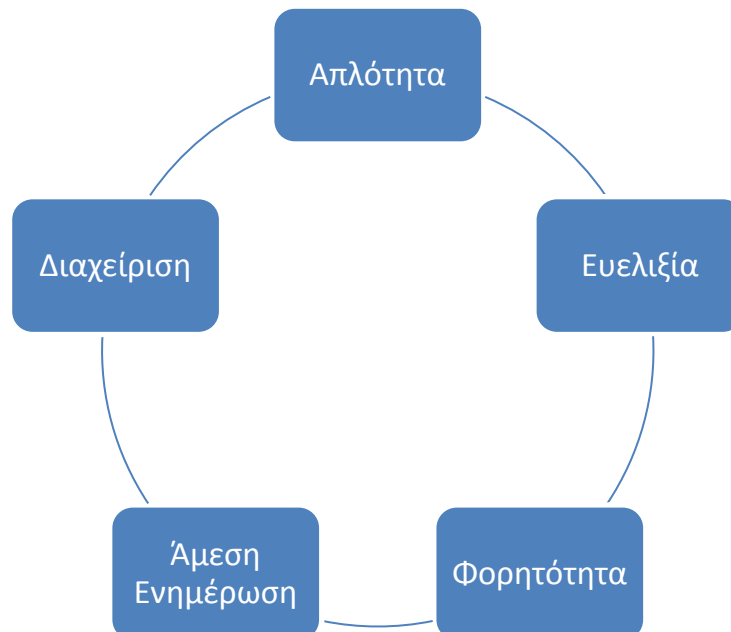 Απλότητα
Ευελιξία
Φορητότητα
Άμεση
Ενημέρωση
Διαχείριση